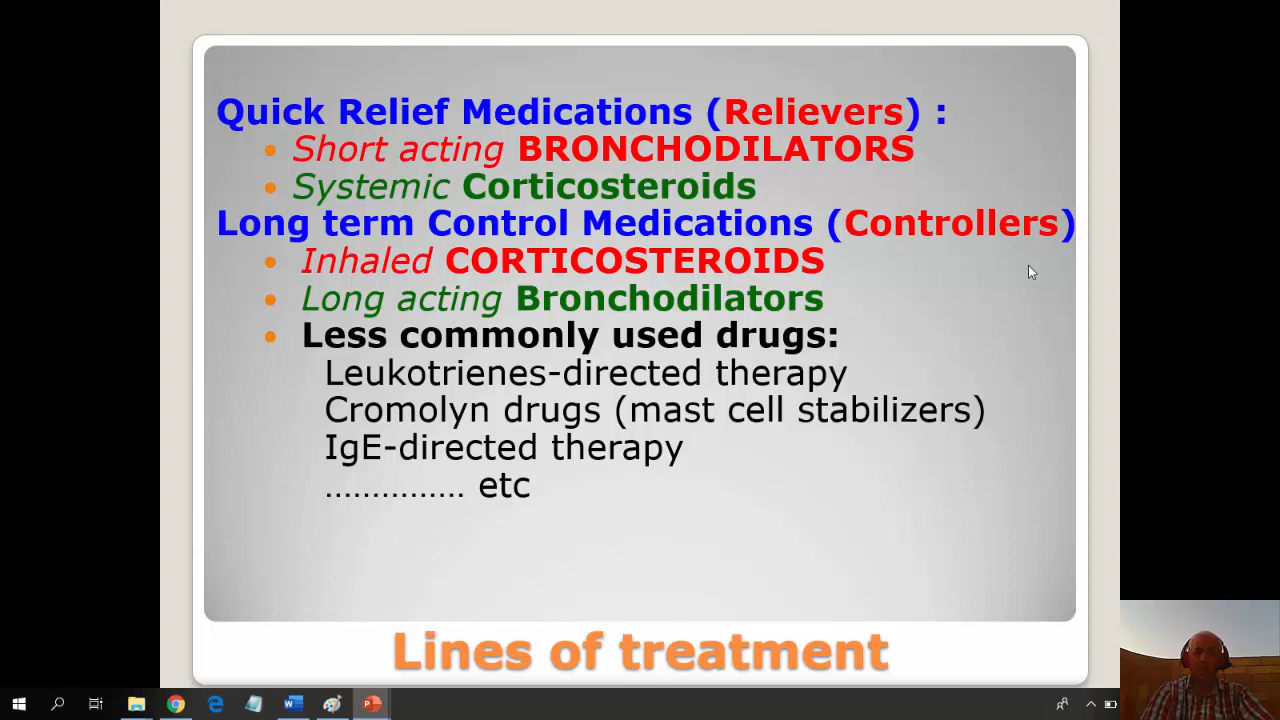 Quick Relief Medications (Relievers) :
• Short acting BRONCHODILATORS
• Systemic Corticosteroids
Long term Control Medications (Controllers)
• Inhaled CORTICOSTEROIDS
• Long acting Bronchodilators
• Less commonly used drugs:
Leukotrienes-directed therapy
Cromolyn drugs (mast cell stabilizers)
IgE-directed therapy
............... etc
Lines of treatment